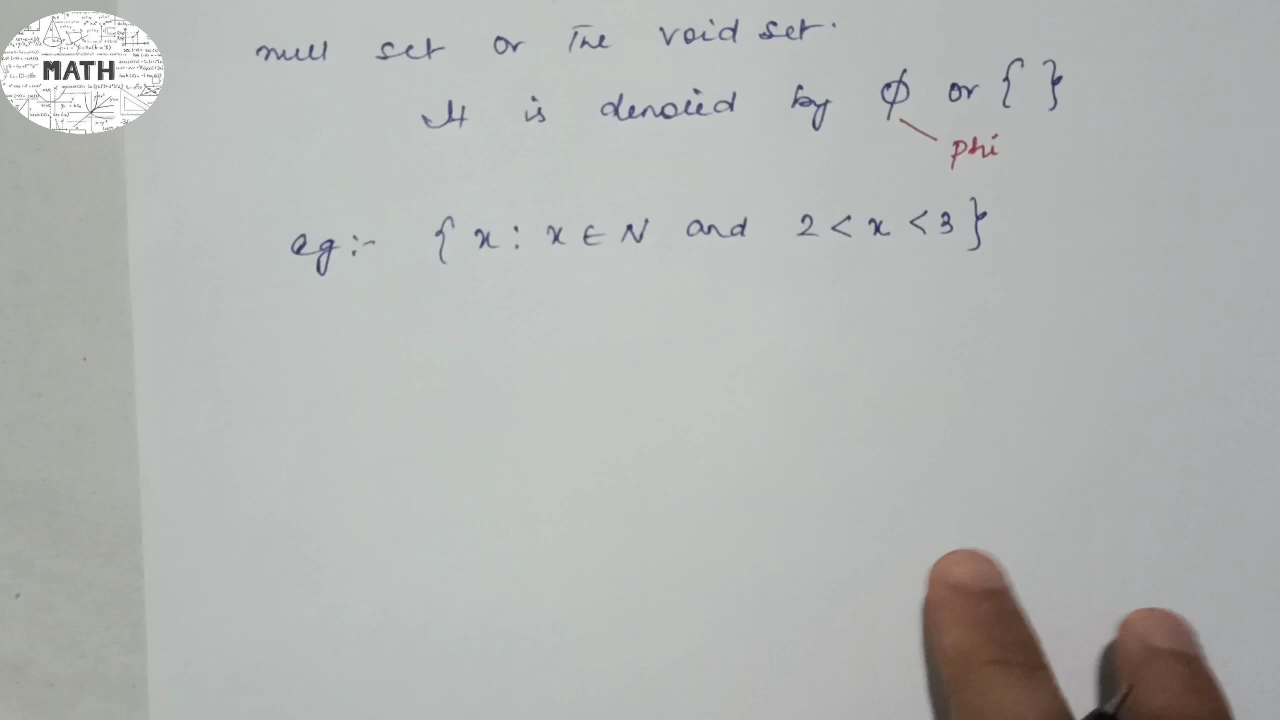 MATH
null set or The void set.
It is denoted by ϕ or { }
phi
eg:- { x : x ∈ N and 2 < x < 3 }